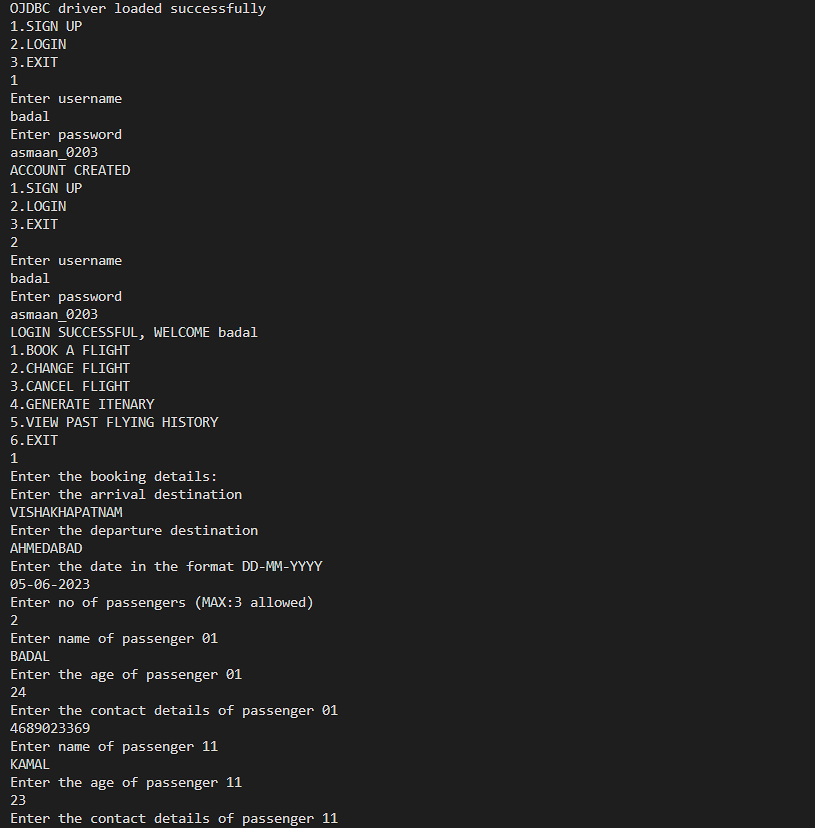 OJDBC driver loaded successfully
1.SIGN UP
2.LOGIN
3.EXIT
1
Enter username
badal
Enter password
asmaan_0203
ACCOUNT CREATED
1.SIGN UP
2.LOGIN
3.EXIT
2
Enter username
badal
Enter password
asmaan_0203
LOGIN SUCCESSFUL, WELCOME badal
1.BOOK A FLIGHT
2.CHANGE FLIGHT
3.CANCEL FLIGHT
4.GENERATE ITENARY
5.VIEW PAST FLYING HISTORY
6.EXIT
1
Enter the booking details:
Enter the arrival destination
VISHAKHAPATNAM
Enter the departure destination
AHMEDABAD
Enter the date in the format DD-MM-YYYY
05-06-2023
Enter no of passengers (MAX:3 allowed)
2
Enter name of passenger 01
BADAL
Enter the age of passenger 01
24
Enter the contact details of passenger 01
4689023369
Enter name of passenger 11
KAMAL
Enter the age of passenger 11
23
Enter the contact details of passenger 11